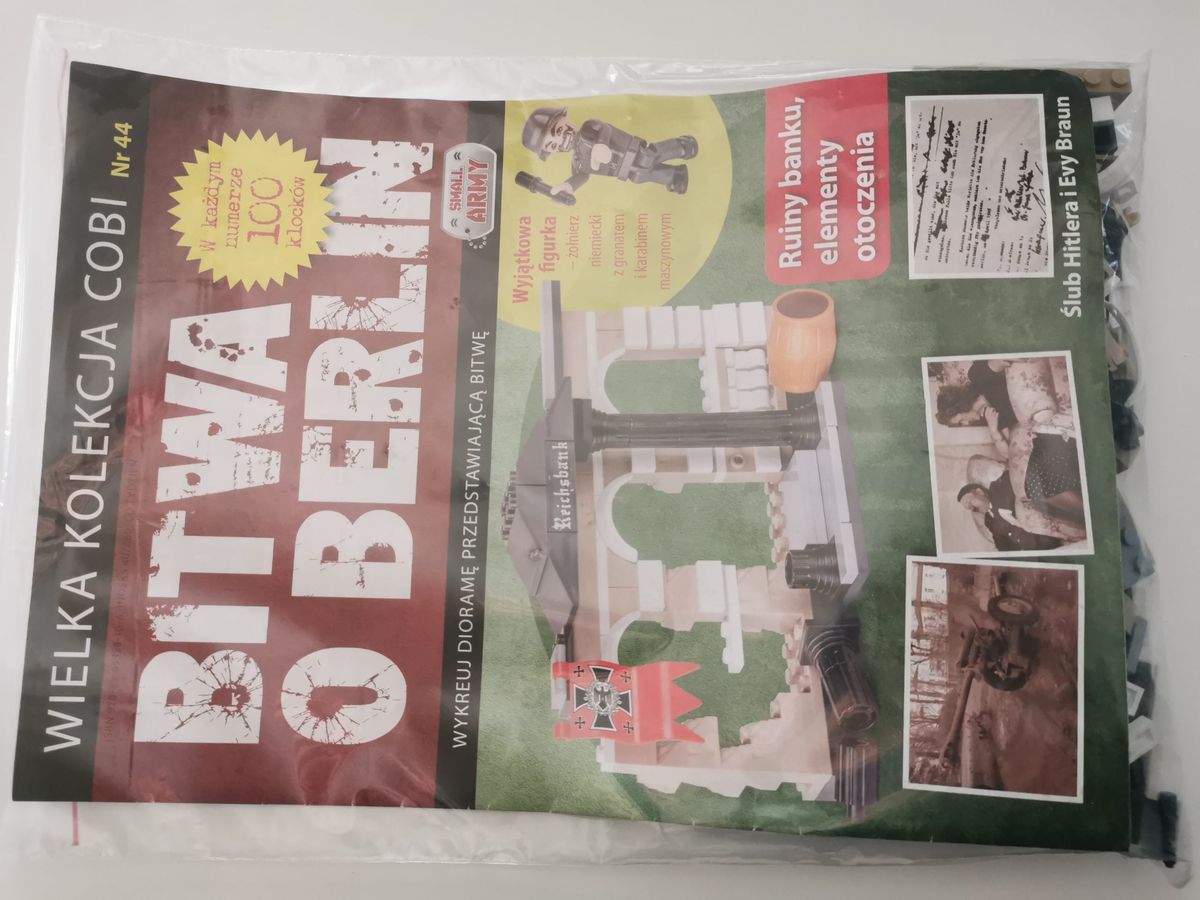 WIELKA KOLEKCJA COBI Nr 44
W każdym
numerze
100
klocków
BITWA
O BERLIN
SMALL
ARMY
WYKREUJ DIORAMĘ PRZEDSTAWIAJĄCĄ BITWĘ
Wyjątkowa
figurka
– żołnierz
niemiecki
z granatem
i karabinem
maszynowym
Reichsbank
Ruiny banku,
elementy
otoczenia
Ślub Hitlera i Evy Braun